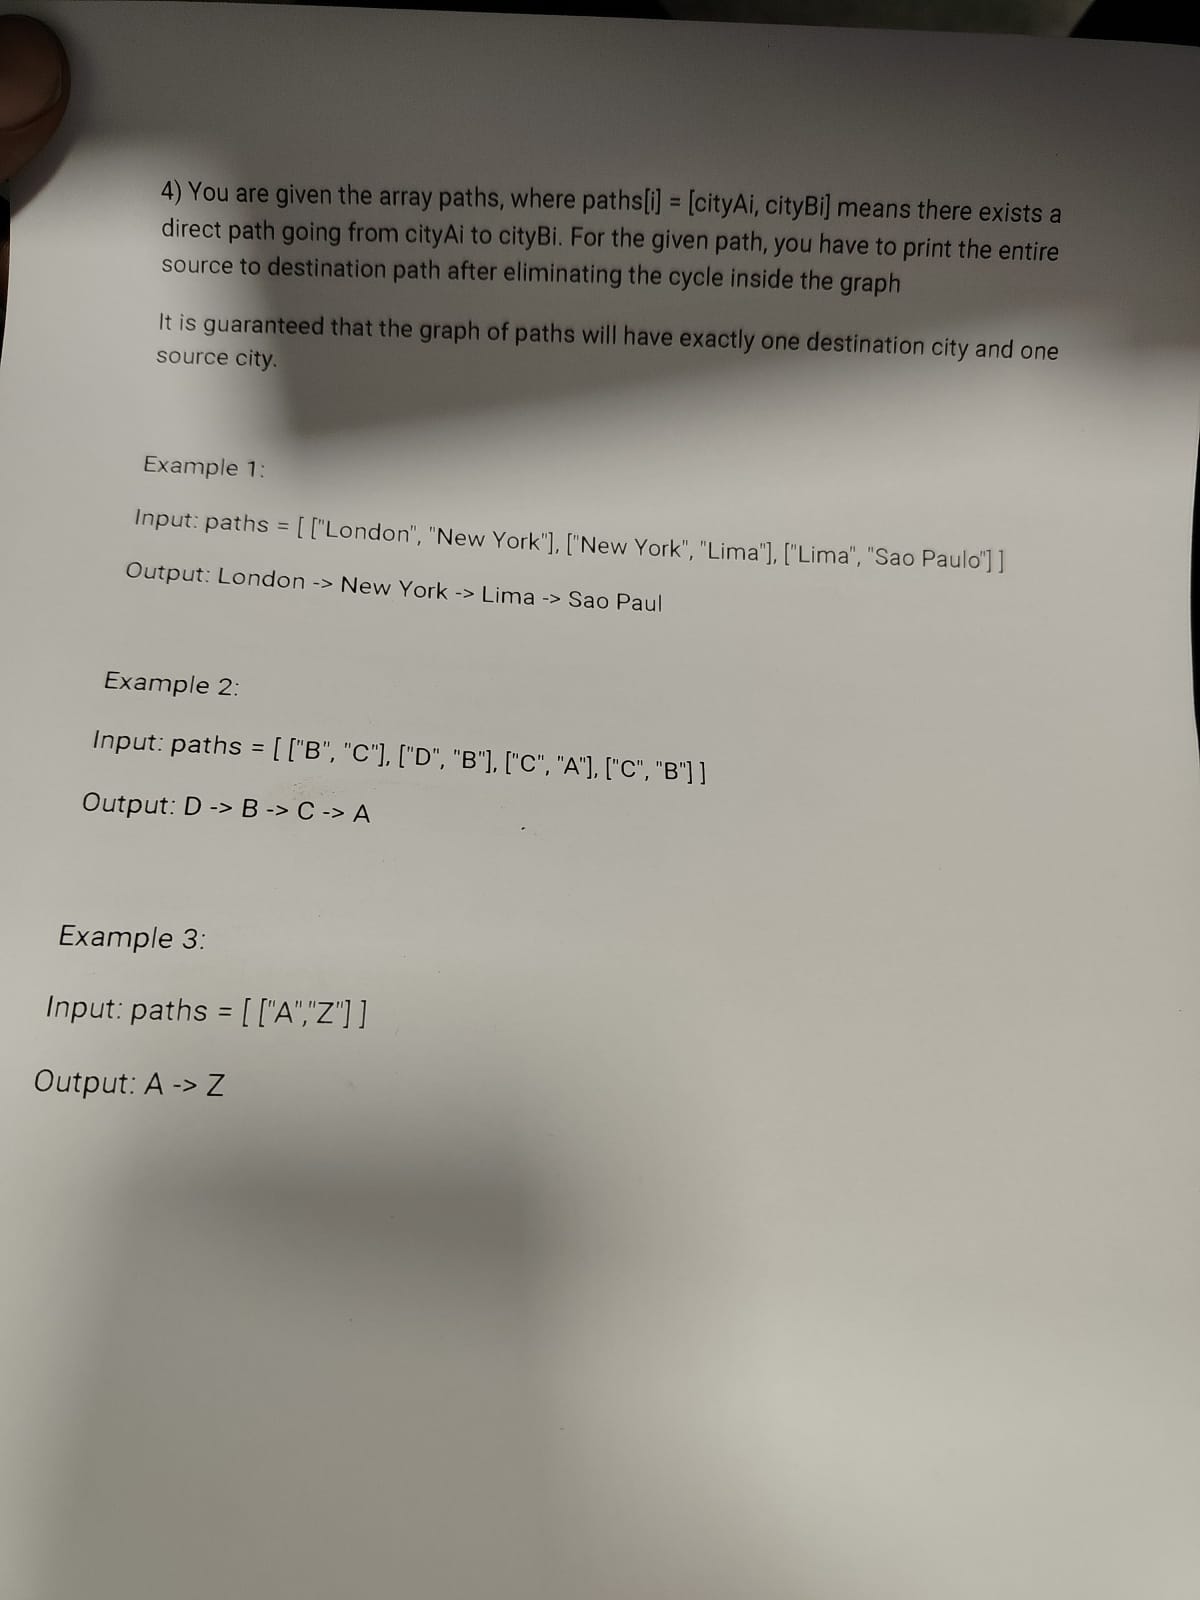 4) You are given the array paths, where paths[i] = [cityAi, cityBi] means there exists a
direct path going from cityAi to cityBi. For the given path, you have to print the entire
source to destination path after eliminating the cycle inside the graph
It is guaranteed that the graph of paths will have exactly one destination city and one
source city.
Example 1:
Input: paths = [ ["London", "New York"], ["New York", "Lima"], ["Lima", "Sao Paulo"] ]
Output: London -> New York -> Lima -> Sao Paul
Example 2:
Input: paths = [ ["B", "C"], ["D", "B"], ["C", "A"], ["C", "B"] ]
Output: D -> B -> C -> A
Example 3:
Input: paths = [ ["A","Z"] ]
Output: A -> Z